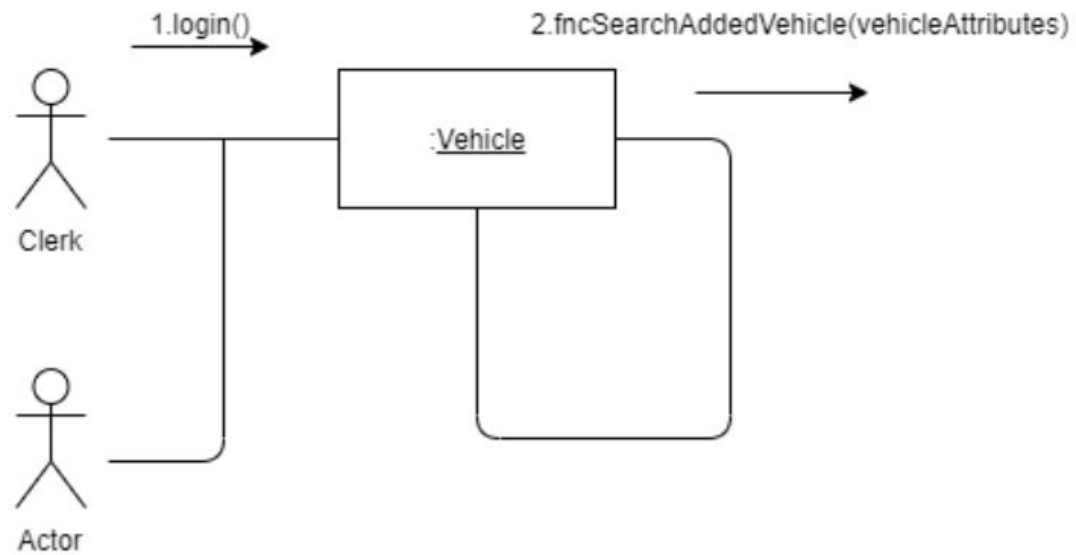 1.login()
2.fncSearchAddedVehicle(vehicleAttributes)
:Vehicle
Clerk
Actor